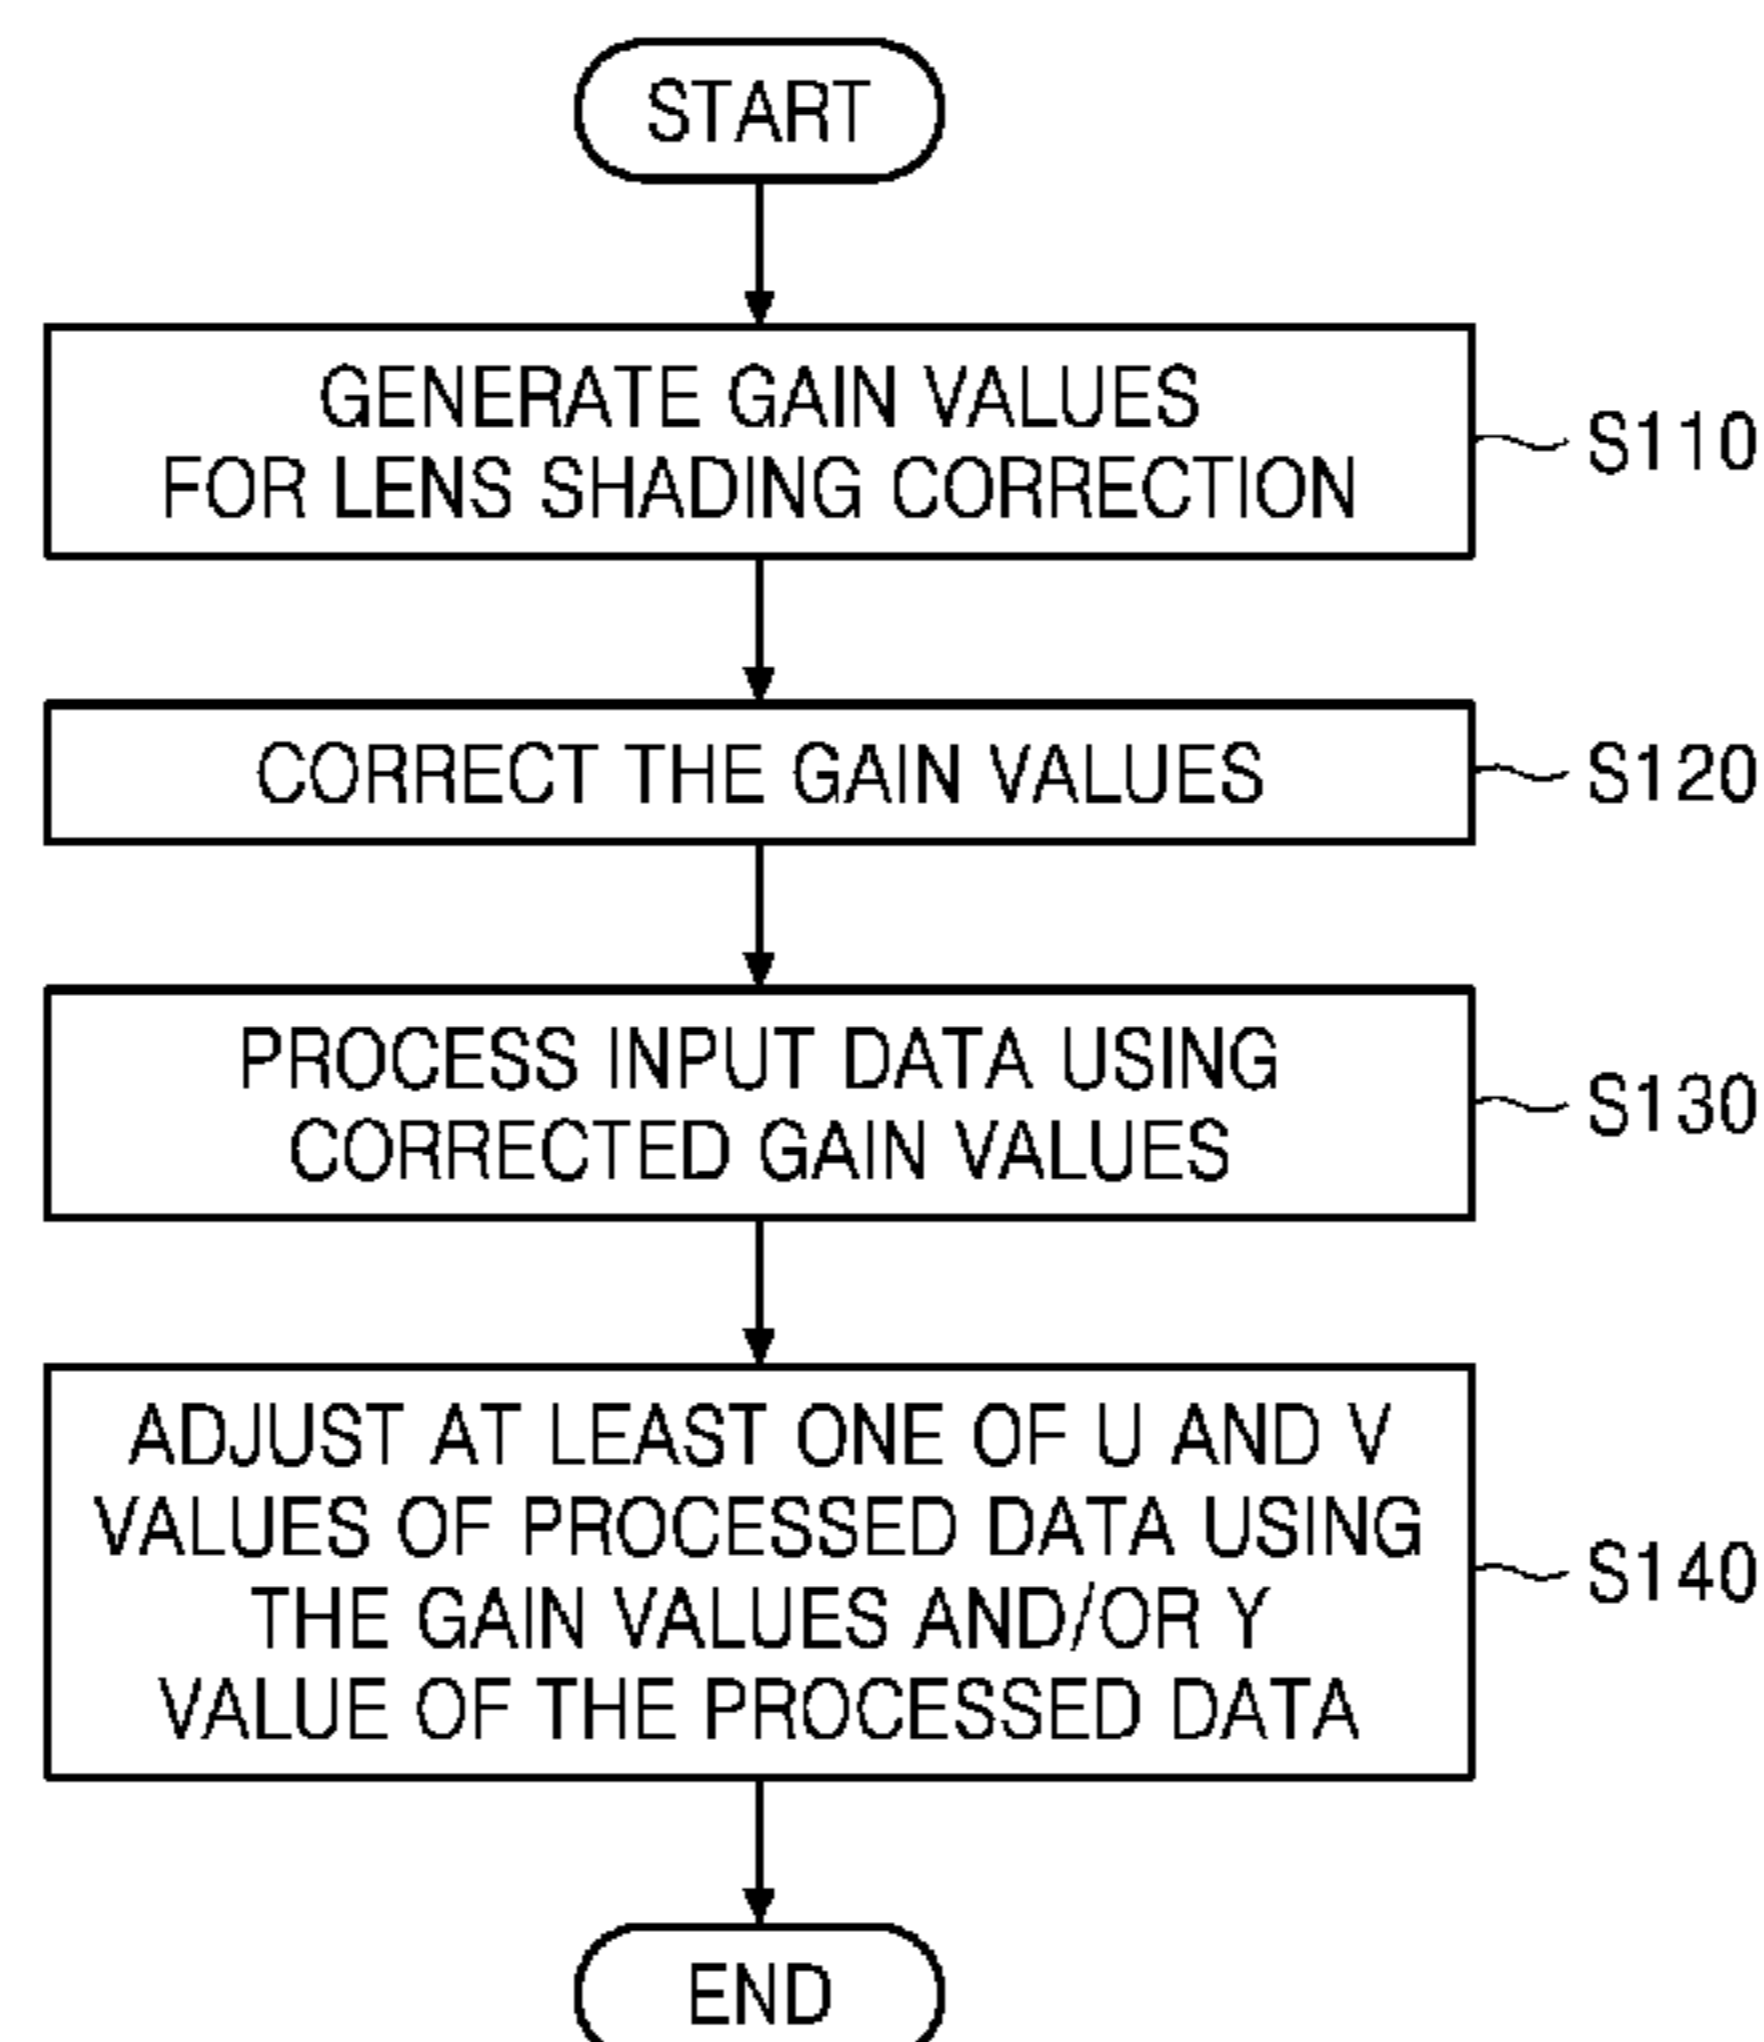 START
GENERATE GAIN VALUES
FOR LENS SHADING CORRECTION
S110
CORRECT THE GAIN VALUES
S120
PROCESS INPUT DATA USING
CORRECTED GAIN VALUES
S130
ADJUST AT LEAST ONE OF U AND V
VALUES OF PROCESSED DATA USING
THE GAIN VALUES AND/OR Y
VALUE OF THE PROCESSED DATA
S140
END